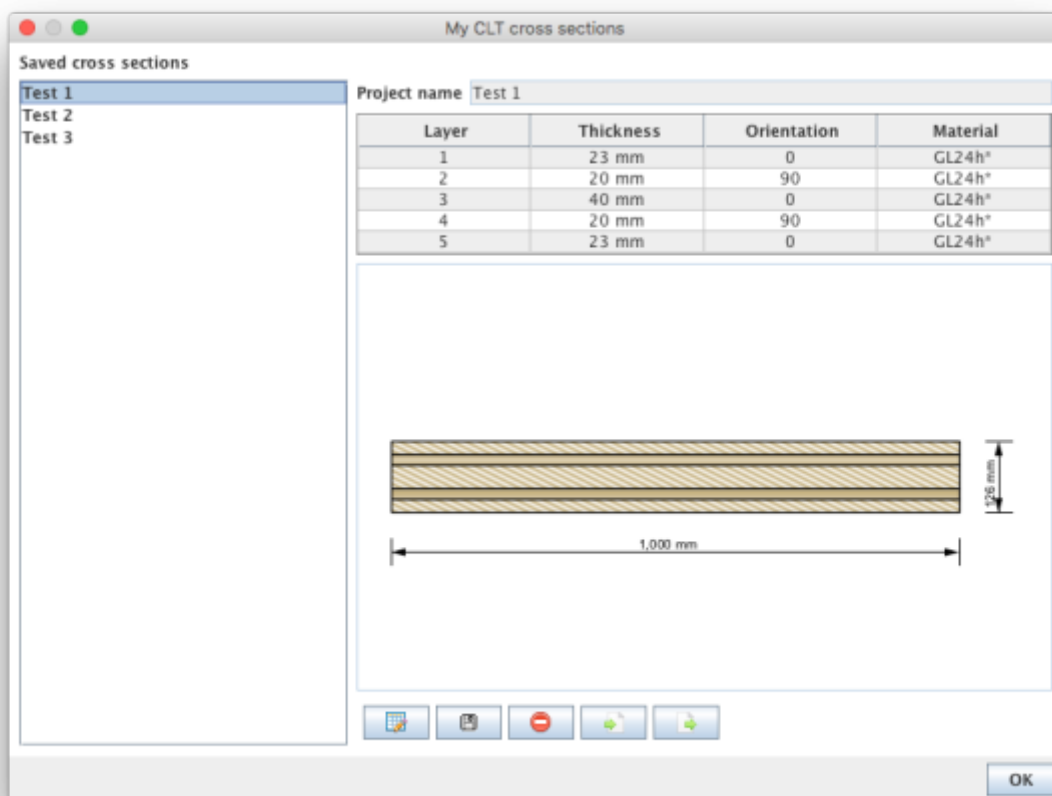 My CLT cross sections
Saved cross sections
Test 1
Test 2
Test 3
Project name Test 1
Layer Thickness Orientation Material
1 23 mm 0 GL24h*
2 20 mm 90 GL24h*
3 40 mm 0 GL24h*
4 20 mm 90 GL24h*
5 23 mm 0 GL24h*
126 mm
1,000 mm
OK